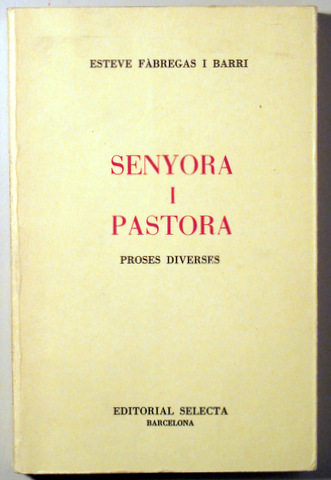 ESTEVE FÀBREGAS I BARRI
SENYORA
I
PASTORA
PROSES DIVERSES
EDITORIAL SELECTA
BARCELONA